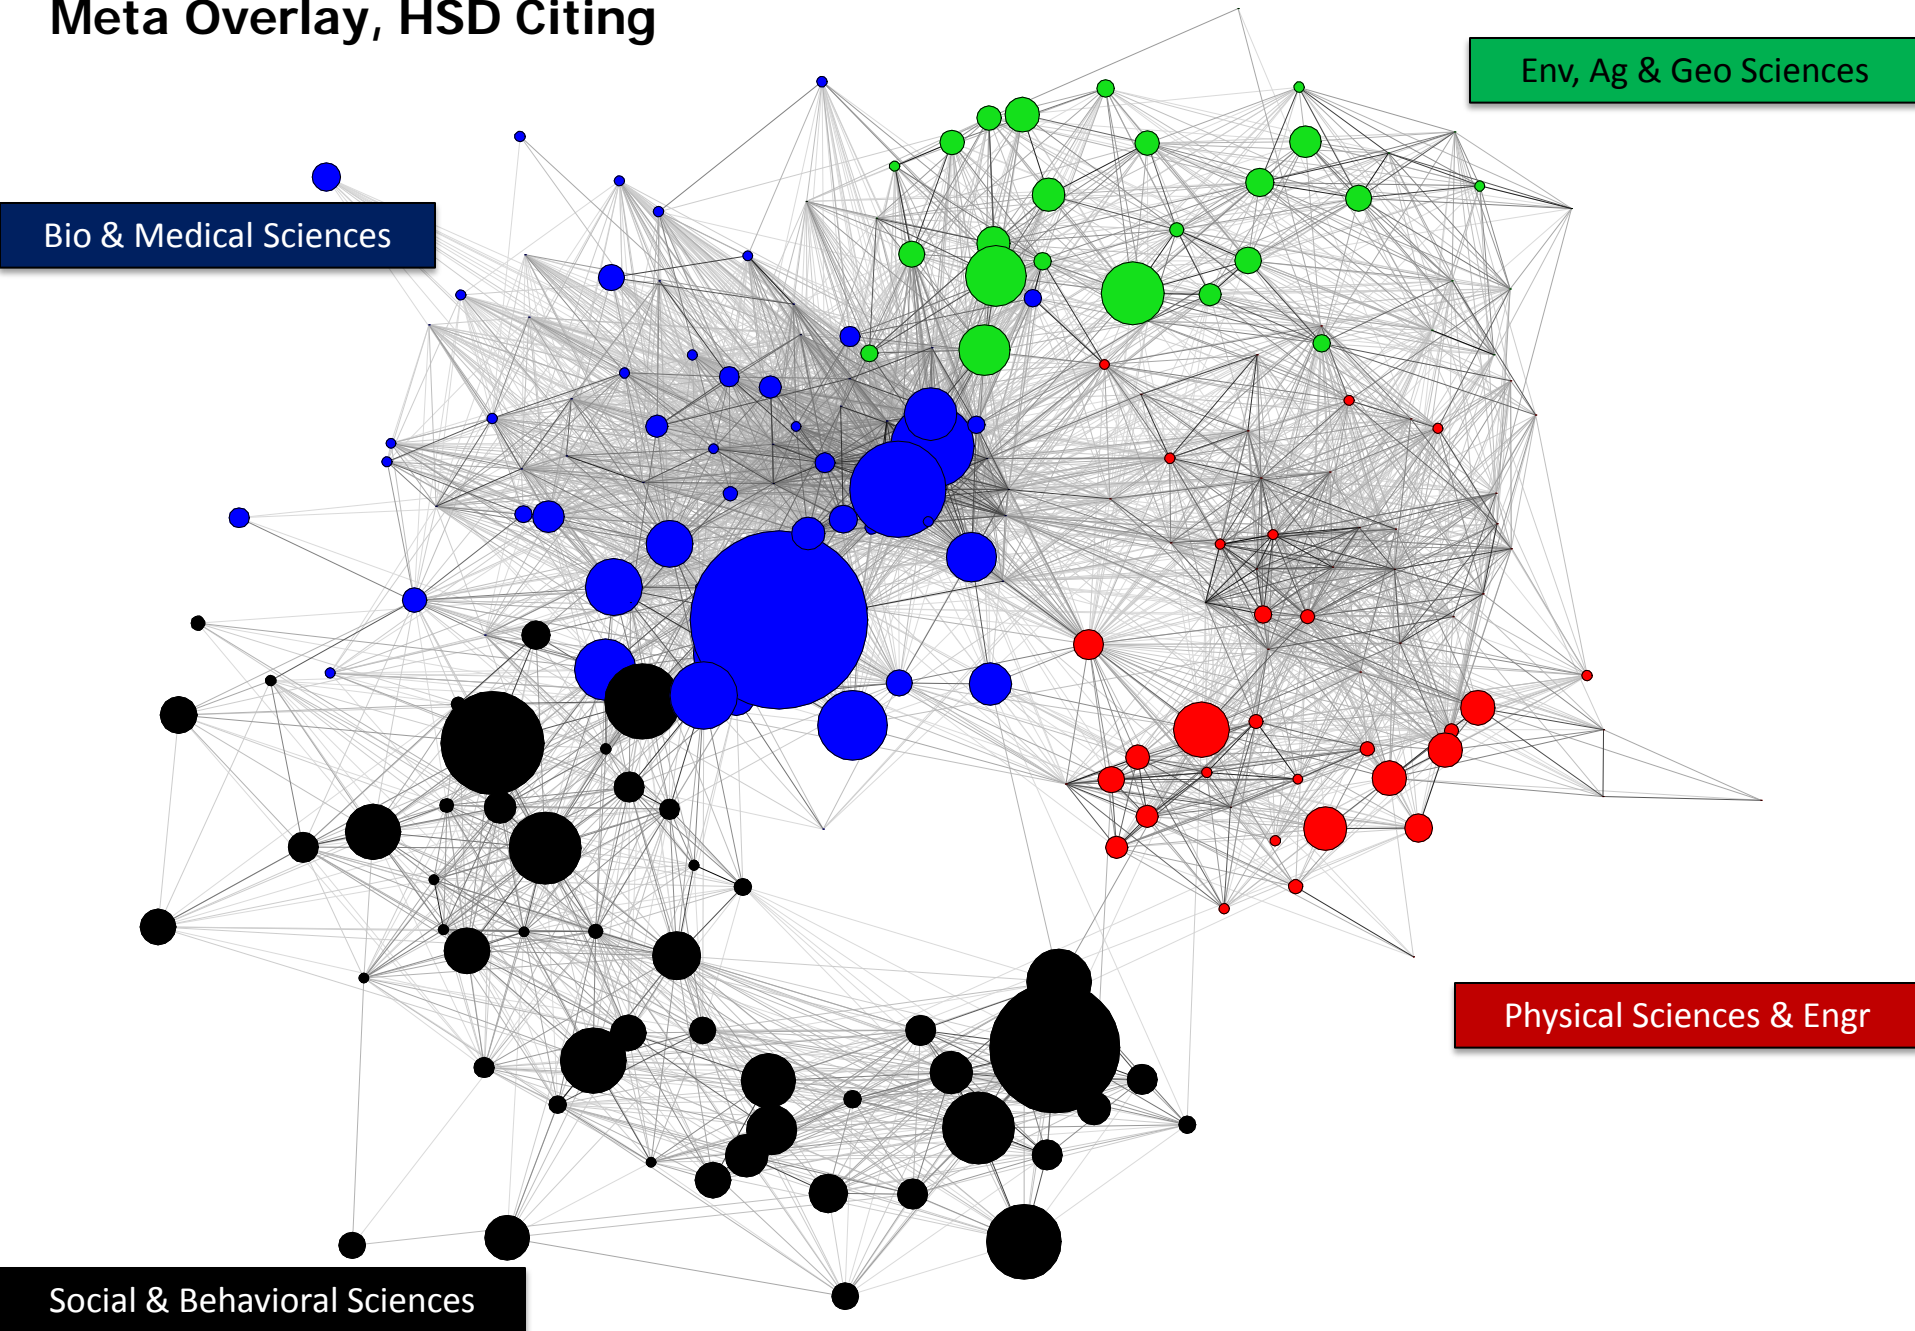 Meta Overlay, HSD Citing
Env, Ag & Geo Sciences
Bio & Medical Sciences
Physical Sciences & Engr
Social & Behavioral Sciences